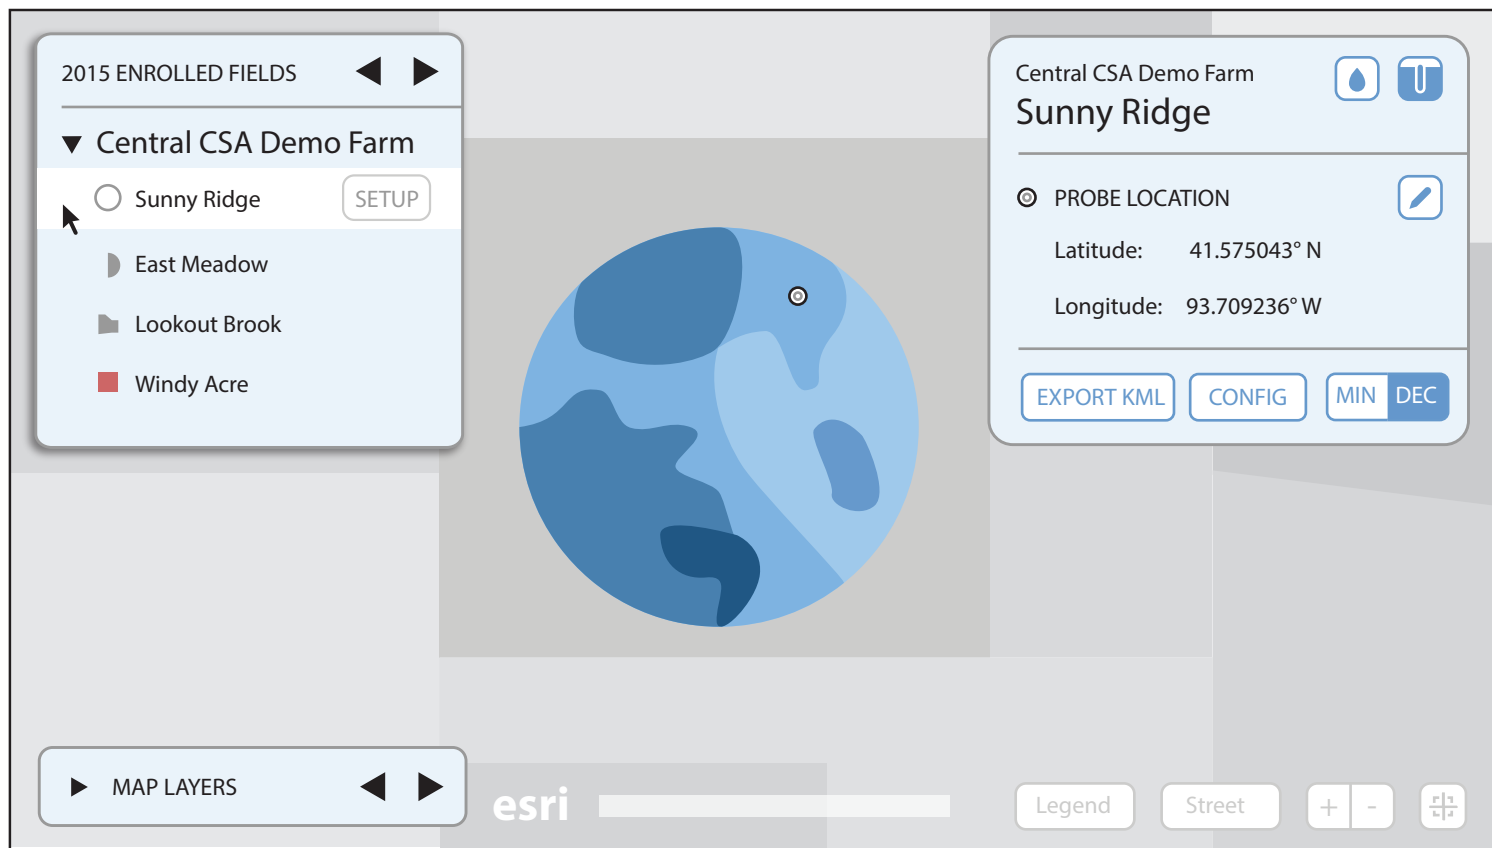 2015 ENROLLED FIELDS
Central CSA Demo Farm
Sunny Ridge
SETUP
East Meadow
Lookout Brook
Windy Acre
Central CSA Demo Farm
Sunny Ridge
PROBE LOCATION
Latitude: 41.575043° N
Longitude: 93.709236° W
EXPORT KML CONFIG MIN DEC
MAP LAYERS
esri
Legend Street + -